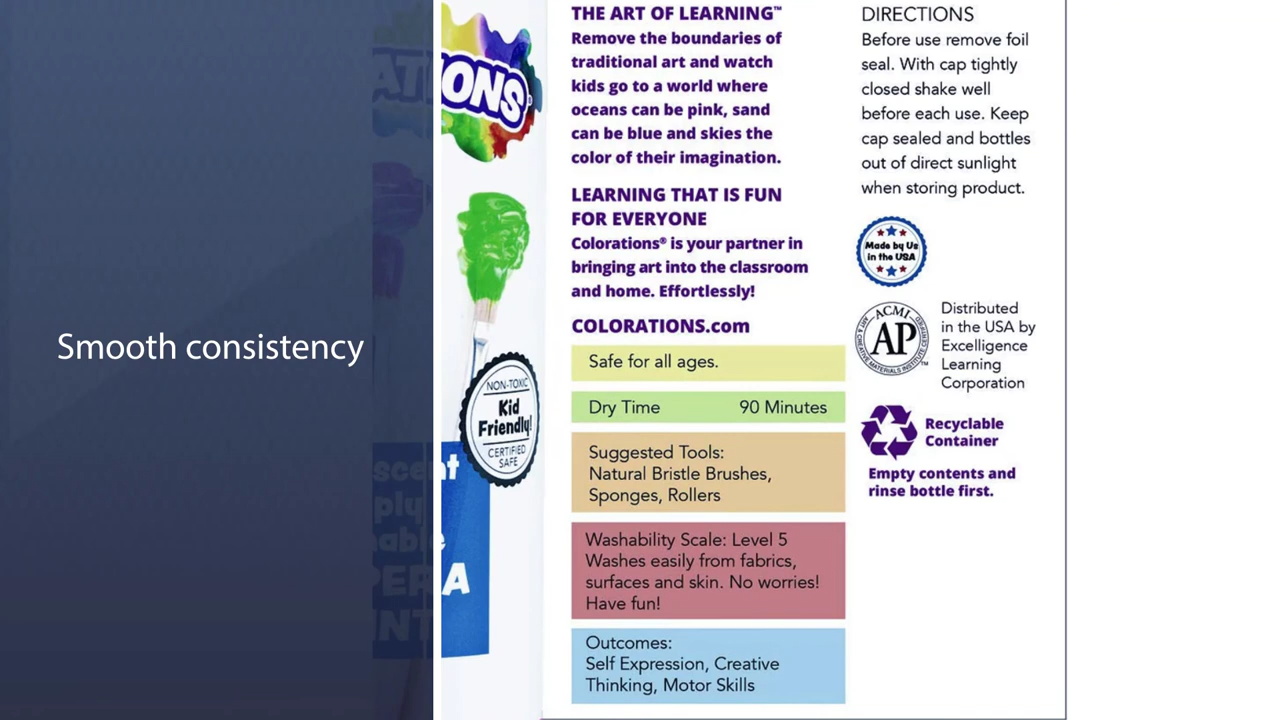 Smooth consistency
ONS
NON-TOXIC
Kid
Friendly!
CERTIFIED
SAFE
THE ART OF LEARNING™
Remove the boundaries of
traditional art and watch
kids go to a world where
oceans can be pink, sand
can be blue and skies the
color of their imagination.
LEARNING THAT IS FUN
FOR EVERYONE
Colorations® is your partner in
bringing art into the classroom
and home. Effortlessly!
COLORATIONS.com
Safe for all ages.
Dry Time 90 Minutes
Suggested Tools:
Natural Bristle Brushes,
Sponges, Rollers
Washability Scale: Level 5
Washes easily from fabrics,
surfaces and skin. No worries!
Have fun!
Outcomes:
Self Expression, Creative
Thinking, Motor Skills
DIRECTIONS
Before use remove foil
seal. With cap tightly
closed shake well
before each use. Keep
cap sealed and bottles
out of direct sunlight
when storing product.
Made by Us
in the USA
ACMI
AP
ART & CREATIVE MATERIALS INSTITUTE CERTIFIED
™
Distributed
in the USA by
Excelligence
Learning
Corporation
Recyclable
Container
Empty contents and
rinse bottle first.